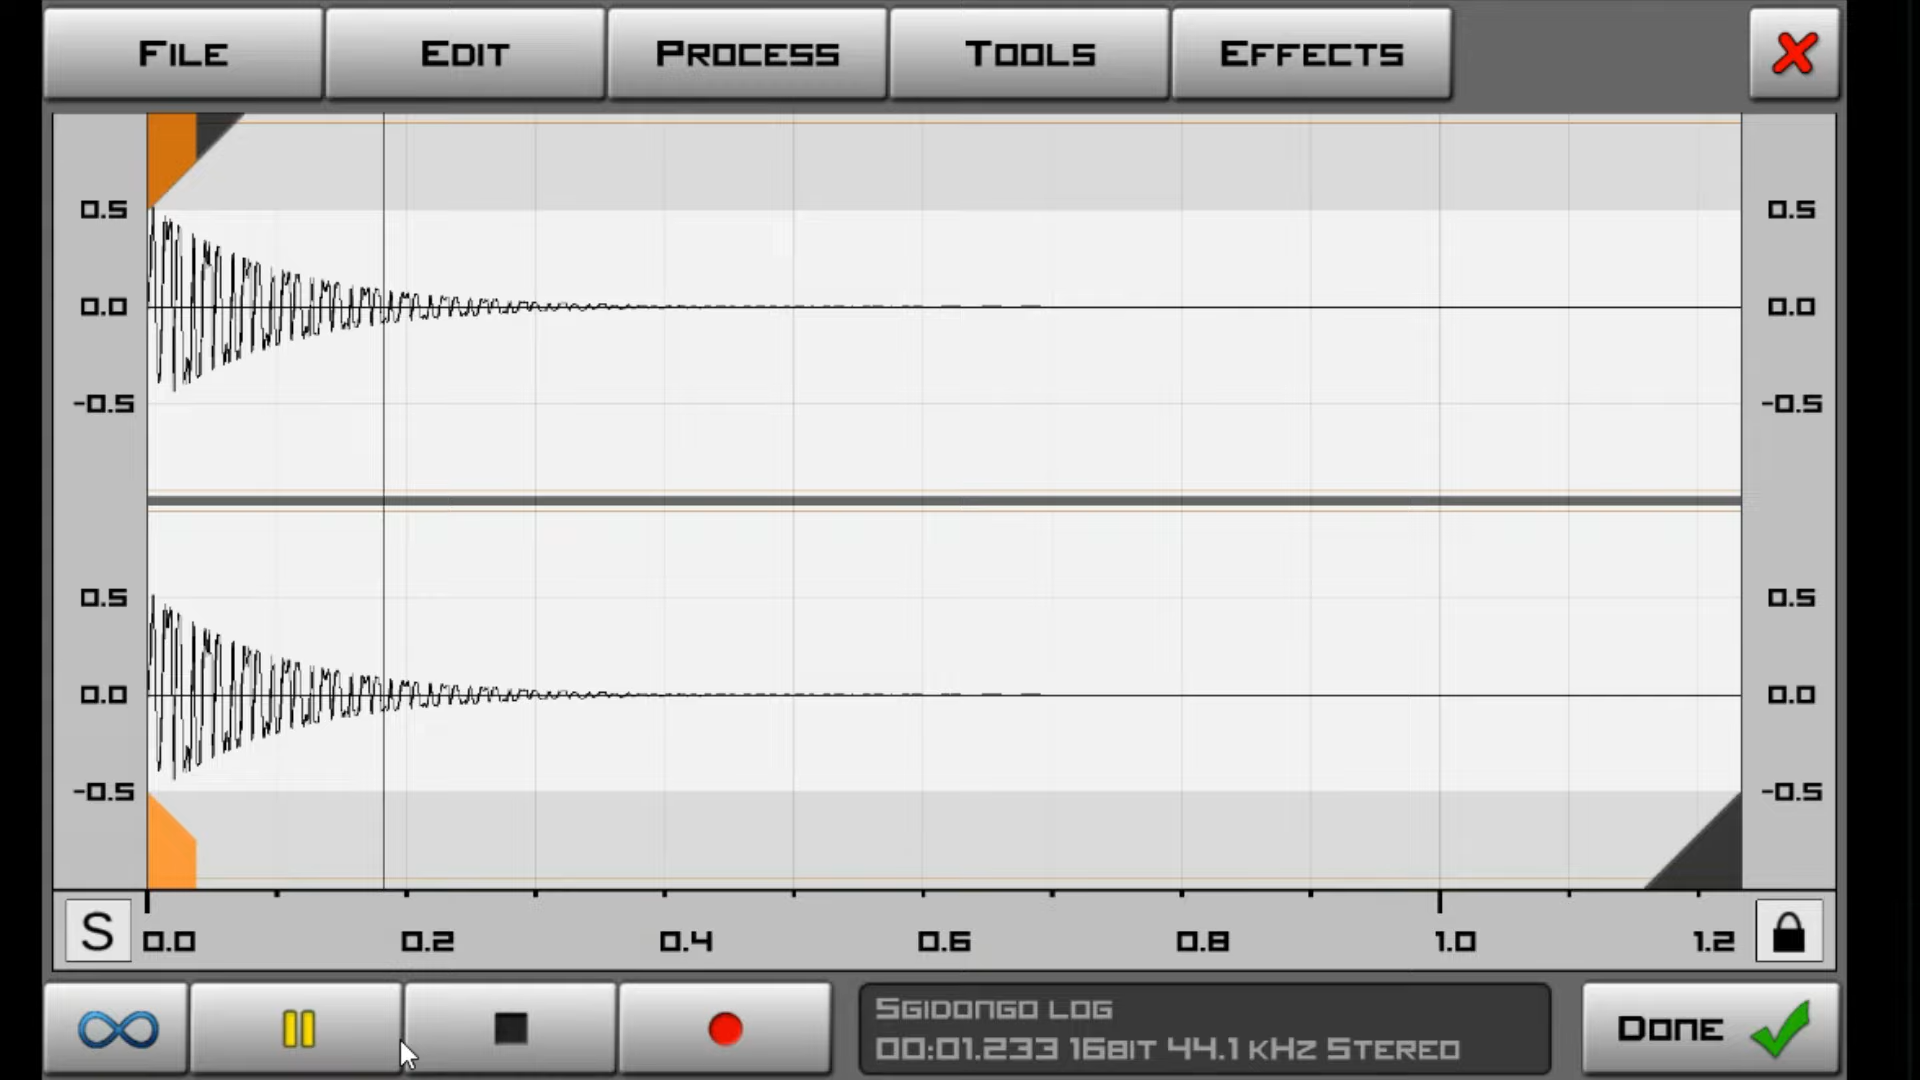 FILE EDIT PROCESS TOOLS EFFECTS
0.5 0.5
0.0 0.0
-0.5 -0.5
0.5 0.5
0.0 0.0
-0.5 -0.5
S 0.0 0.2 0.4 0.6 0.8 1.0 1.2
SGIDONGO LOG
00:01.233 16BIT 44.1 KHZ STEREO
DONE